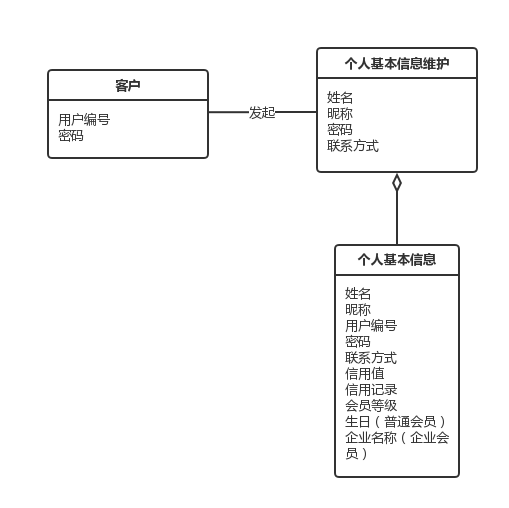 客户
用户编号
密码
发起
个人基本信息维护
姓名
昵称
密码
联系方式
个人基本信息
姓名
昵称
用户编号
密码
联系方式
信用值
信用记录
会员等级
生日（普通会员）
企业名称（企业会
员）